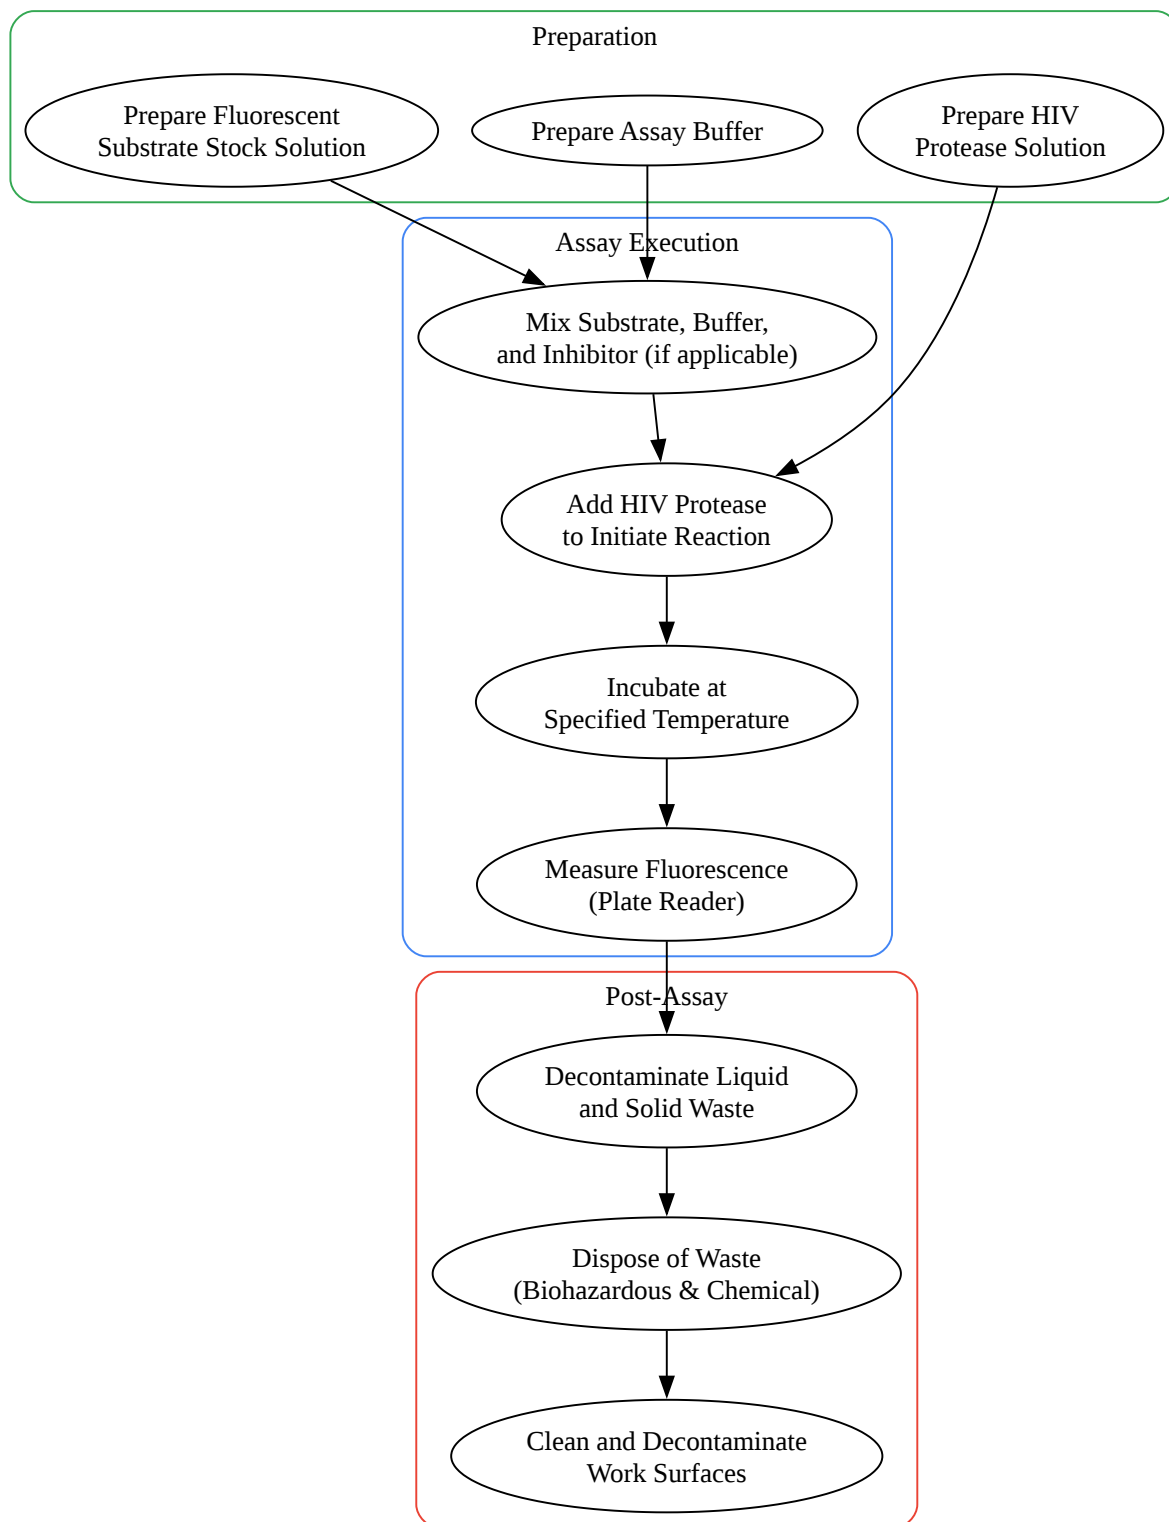 Preparation
Prepare Fluorescent
Substrate Stock Solution
Prepare Assay Buffer
Prepare HIV
Protease Solution
Assay Execution
Mix Substrate, Buffer,
and Inhibitor (if applicable)
Add HIV Protease
to Initiate Reaction
Incubate at
Specified Temperature
Measure Fluorescence
(Plate Reader)
Post-Assay
Decontaminate Liquid
and Solid Waste
Dispose of Waste
(Biohazardous & Chemical)
Clean and Decontaminate
Work Surfaces